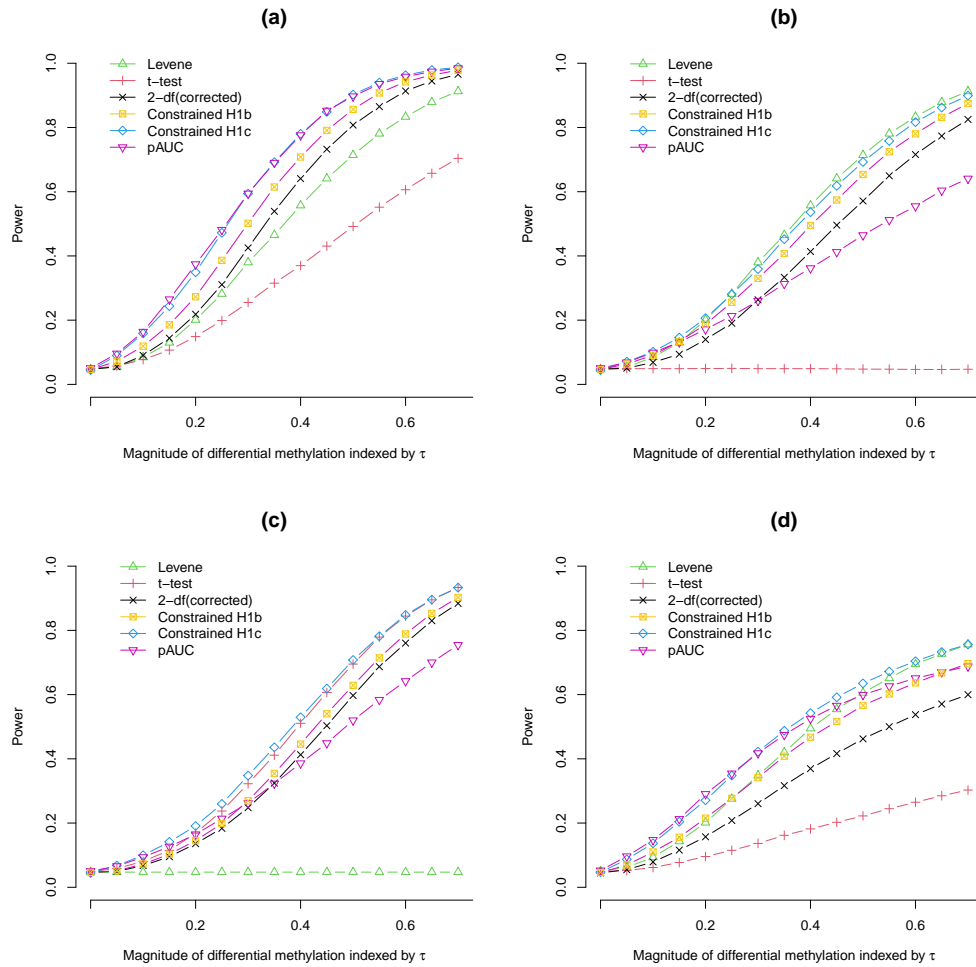 (a)
Levene
t−test
2−df(corrected)
Constrained H1b
Constrained H1c
pAUC
Power
0.0
0.2
0.4
0.6
0.8
1.0
0.2
0.4
0.6
Magnitude of differential methylation indexed by τ
(b)
Levene
t−test
2−df(corrected)
Constrained H1b
Constrained H1c
pAUC
Power
0.0
0.2
0.4
0.6
0.8
1.0
0.2
0.4
0.6
Magnitude of differential methylation indexed by τ
(c)
Levene
t−test
2−df(corrected)
Constrained H1b
Constrained H1c
pAUC
Power
0.0
0.2
0.4
0.6
0.8
1.0
0.2
0.4
0.6
Magnitude of differential methylation indexed by τ
(d)
Levene
t−test
2−df(corrected)
Constrained H1b
Constrained H1c
pAUC
Power
0.0
0.2
0.4
0.6
0.8
1.0
0.2
0.4
0.6
Magnitude of differential methylation indexed by τ